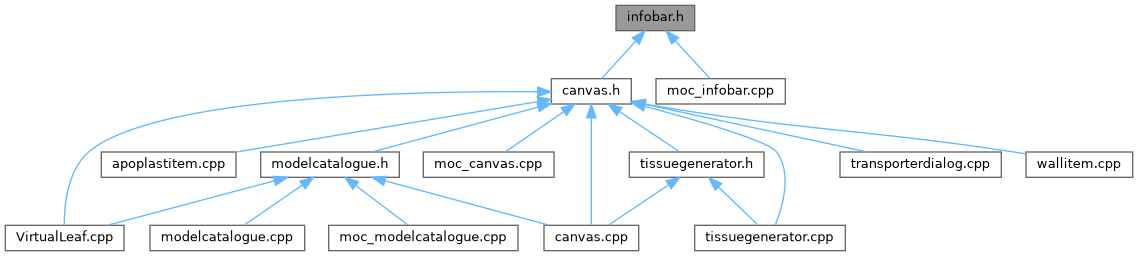 infobar.h
canvas.h
moc_infobar.cpp
apoplastitem.cpp
modelcatalogue.h
moc_canvas.cpp
tissuegenerator.h
transporterdialog.cpp
wallitem.cpp
VirtualLeaf.cpp
modelcatalogue.cpp
moc_modelcatalogue.cpp
canvas.cpp
tissuegenerator.cpp